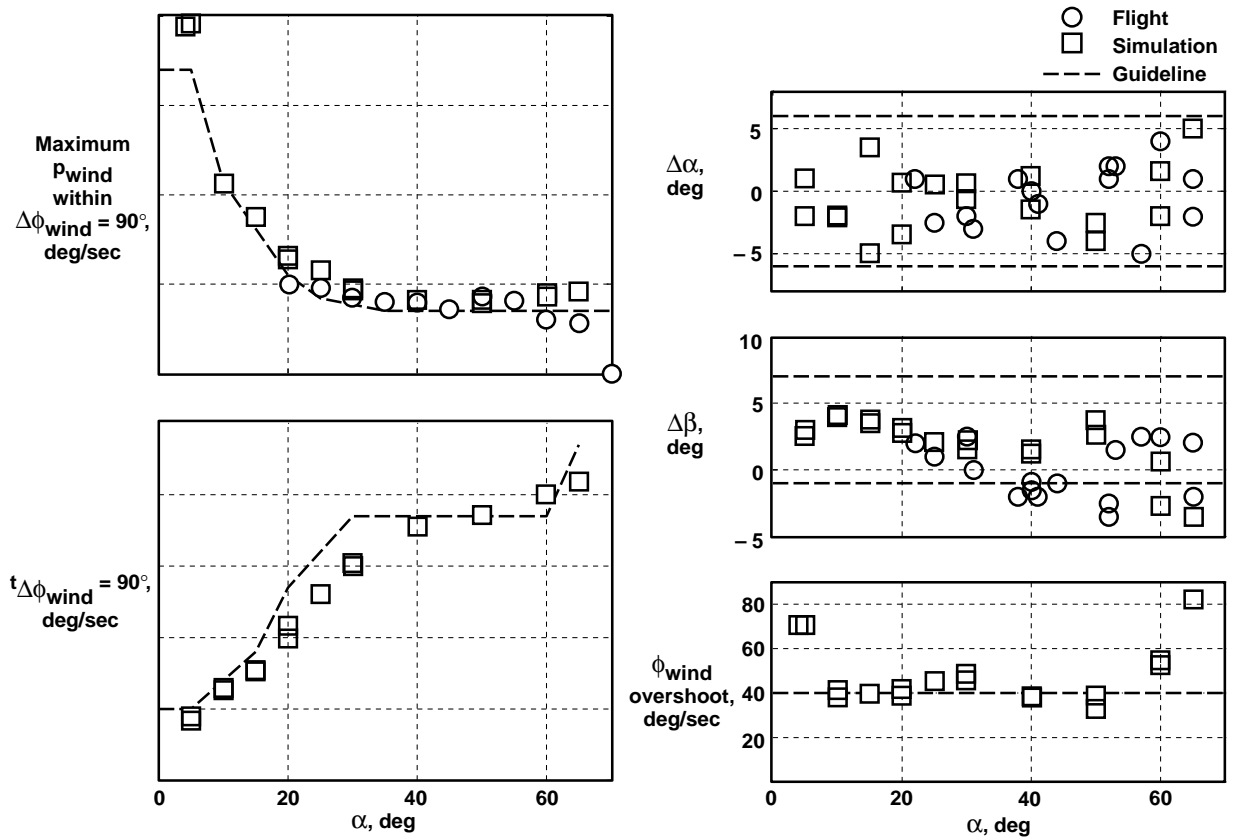 Flight
Simulation
Guideline
Maximum
pwind
within
Δϕwind = 90°,
deg/sec
tΔϕwind = 90°,
deg/sec
0 20 40 60
α, deg
Δα,
deg
5
0
– 5
Δβ,
deg
10
5
0
– 5
ϕwind
overshoot,
deg/sec
80
60
40
20
0 20 40 60
α, deg